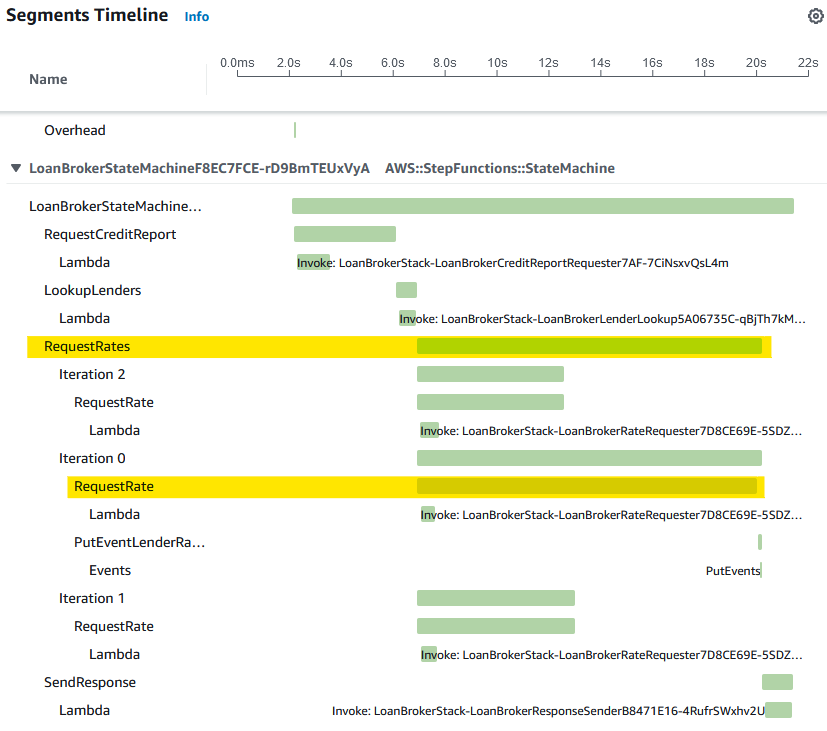 Segments Timeline Info
0.0ms 2.0s 4.0s 6.0s 8.0s 10s 12s 14s 16s 18s 20s 22s
Name
Overhead
LoanBrokerStateMachineF8EC7FCE-rD9BmTEUxVyA AWS::StepFunctions::StateMachine
LoanBrokerStateMachine...
RequestCreditReport
Lambda Invoke: LoanBrokerStack-LoanBrokerCreditReportRequester7AF-7CiNsxvQsL4m
LookupLenders
Lambda Invoke: LoanBrokerStack-LoanBrokerLenderLookup5A06735C-qBjTh7kM...
RequestRates
Iteration 2
RequestRate
Lambda Invoke: LoanBrokerStack-LoanBrokerRateRequester7D8CE69E-5SDZ...
Iteration 0
RequestRate
Lambda Invoke: LoanBrokerStack-LoanBrokerRateRequester7D8CE69E-5SDZ...
PutEventLenderRa...
Events PutEvents
Iteration 1
RequestRate
Lambda Invoke: LoanBrokerStack-LoanBrokerRateRequester7D8CE69E-5SDZ...
SendResponse
Lambda Invoke: LoanBrokerStack-LoanBrokerResponseSenderB8471E16-4RufrSWxhv2U